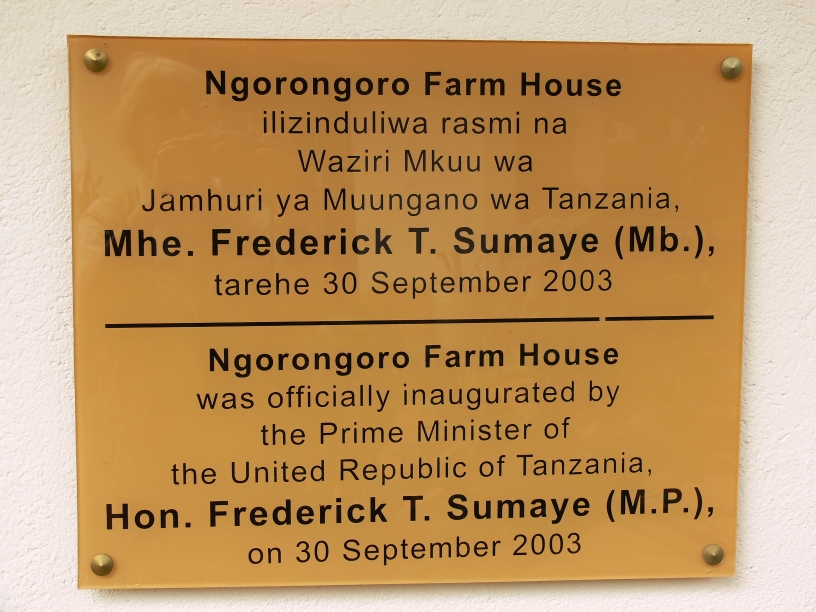 Ngorongoro Farm House
ilizinduliwa rasmi na
Waziri Mkuu wa
Jamhuri ya Muungano wa Tanzania,
Mhe. Frederick T. Sumaye (Mb.),
tarehe 30 September 2003
Ngorongoro Farm House
was officially inaugurated by
the Prime Minister of
the United Republic of Tanzania,
Hon. Frederick T. Sumaye (M.P.),
on 30 September 2003